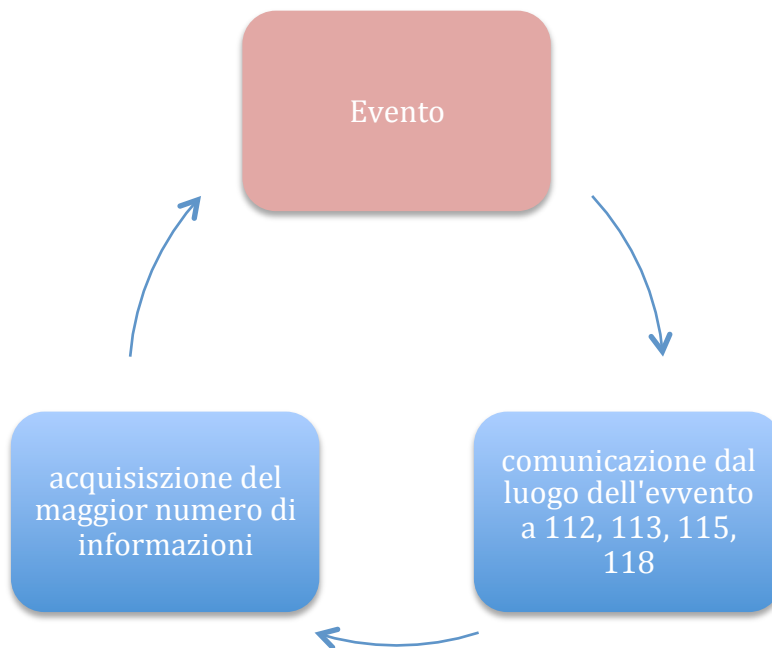 Evento
comunicazione dal
luogo dell'evvento
a 112, 113, 115,
118
acquisiszione del
maggior numero di
informazioni